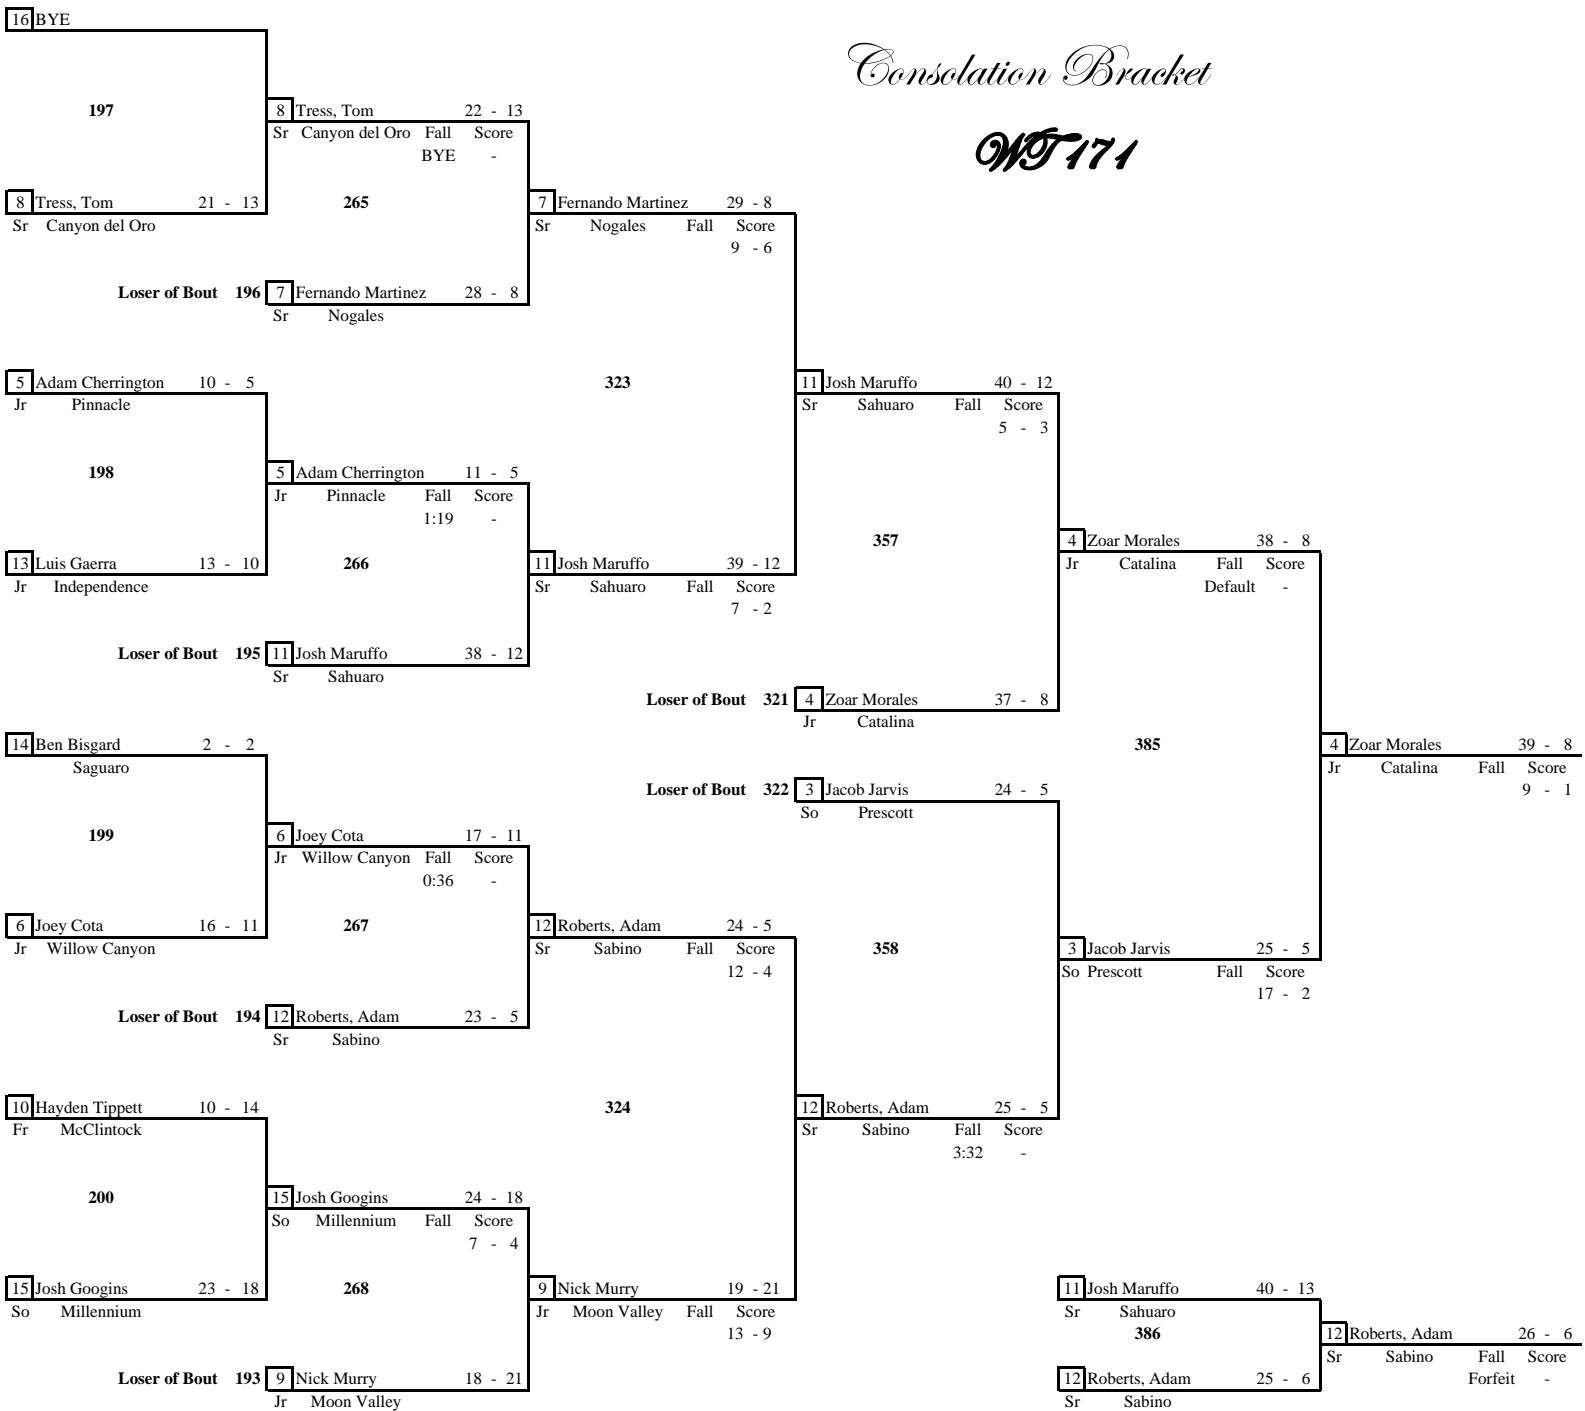 16 BYE
Consolation Bracket
197
8 Tress, Tom 22 - 13
Sr Canyon del Oro Fall Score
BYE -
WT 171
8 Tress, Tom 21 - 13
265
7 Fernando Martinez 29 - 8
Sr Canyon del Oro
Sr Nogales Fall Score
9 - 6
Loser of Bout 196 7 Fernando Martinez 28 - 8
Sr Nogales
5 Adam Cherrington 10 - 5
323
11 Josh Maruffo 40 - 12
Jr Pinnacle
Sr Sahuaro Fall Score
5 - 3
198
5 Adam Cherrington 11 - 5
Jr Pinnacle Fall Score
1:19 -
357
4 Zoar Morales 38 - 8
13 Luis Gaerra 13 - 10
266
11 Josh Maruffo 39 - 12
Jr Catalina Fall Score
Jr Independence
Sr Sahuaro Fall Score
Default -
7 - 2
Loser of Bout 195 11 Josh Maruffo 38 - 12
Sr Sahuaro
Loser of Bout 321 4 Zoar Morales 37 - 8
Jr Catalina
14 Ben Bisgard 2 - 2
385
4 Zoar Morales 39 - 8
Saguaro
Jr Catalina Fall Score
Loser of Bout 322 3 Jacob Jarvis 24 - 5
9 - 1
So Prescott
199
6 Joey Cota 17 - 11
Jr Willow Canyon Fall Score
0:36 -
6 Joey Cota 16 - 11
267
12 Roberts, Adam 24 - 5
Jr Willow Canyon
Sr Sabino Fall Score
358
3 Jacob Jarvis 25 - 5
12 - 4
So Prescott Fall Score
17 - 2
Loser of Bout 194 12 Roberts, Adam 23 - 5
Sr Sabino
10 Hayden Tippett 10 - 14
324
12 Roberts, Adam 25 - 5
Fr McClintock
Sr Sabino Fall Score
3:32 -
200
15 Josh Googins 24 - 18
So Millennium Fall Score
7 - 4
15 Josh Googins 23 - 18
268
9 Nick Murry 19 - 21
11 Josh Maruffo 40 - 13
So Millennium
Jr Moon Valley Fall Score
Sr Sahuaro
13 - 9
386
12 Roberts, Adam 26 - 6
Sr Sabino Fall Score
Loser of Bout 193 9 Nick Murry 18 - 21
12 Roberts, Adam 25 - 6
Forfeit -
Jr Moon Valley
Sr Sabino